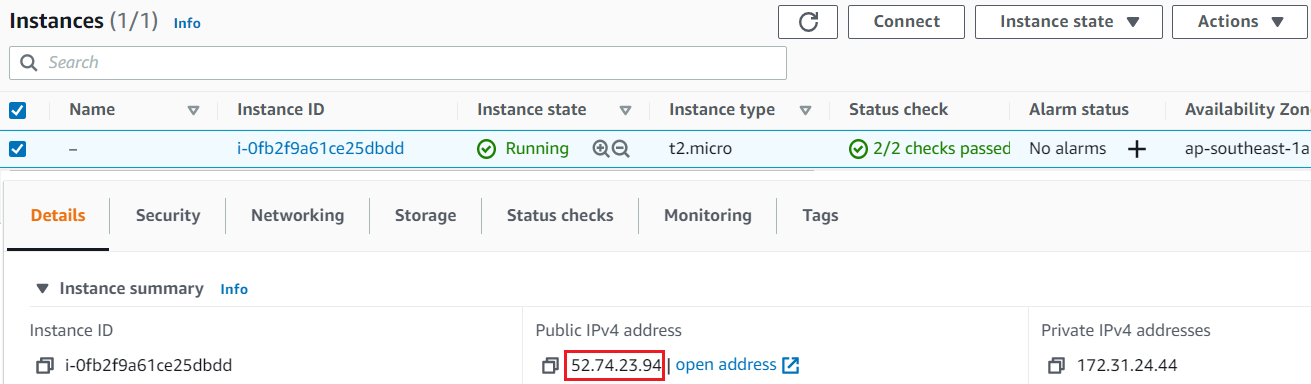 Instances (1/1) Info Connect Instance state Actions
Search
Name Instance ID Instance state Instance type Status check Alarm status Availability Zon
– i-0fb2f9a61ce25dbdd Running t2.micro 2/2 checks passed No alarms + ap-southeast-1a
Details Security Networking Storage Status checks Monitoring Tags
Instance summary Info
Instance ID Public IPv4 address Private IPv4 addresses
i-0fb2f9a61ce25dbdd 52.74.23.94 | open address 172.31.24.44